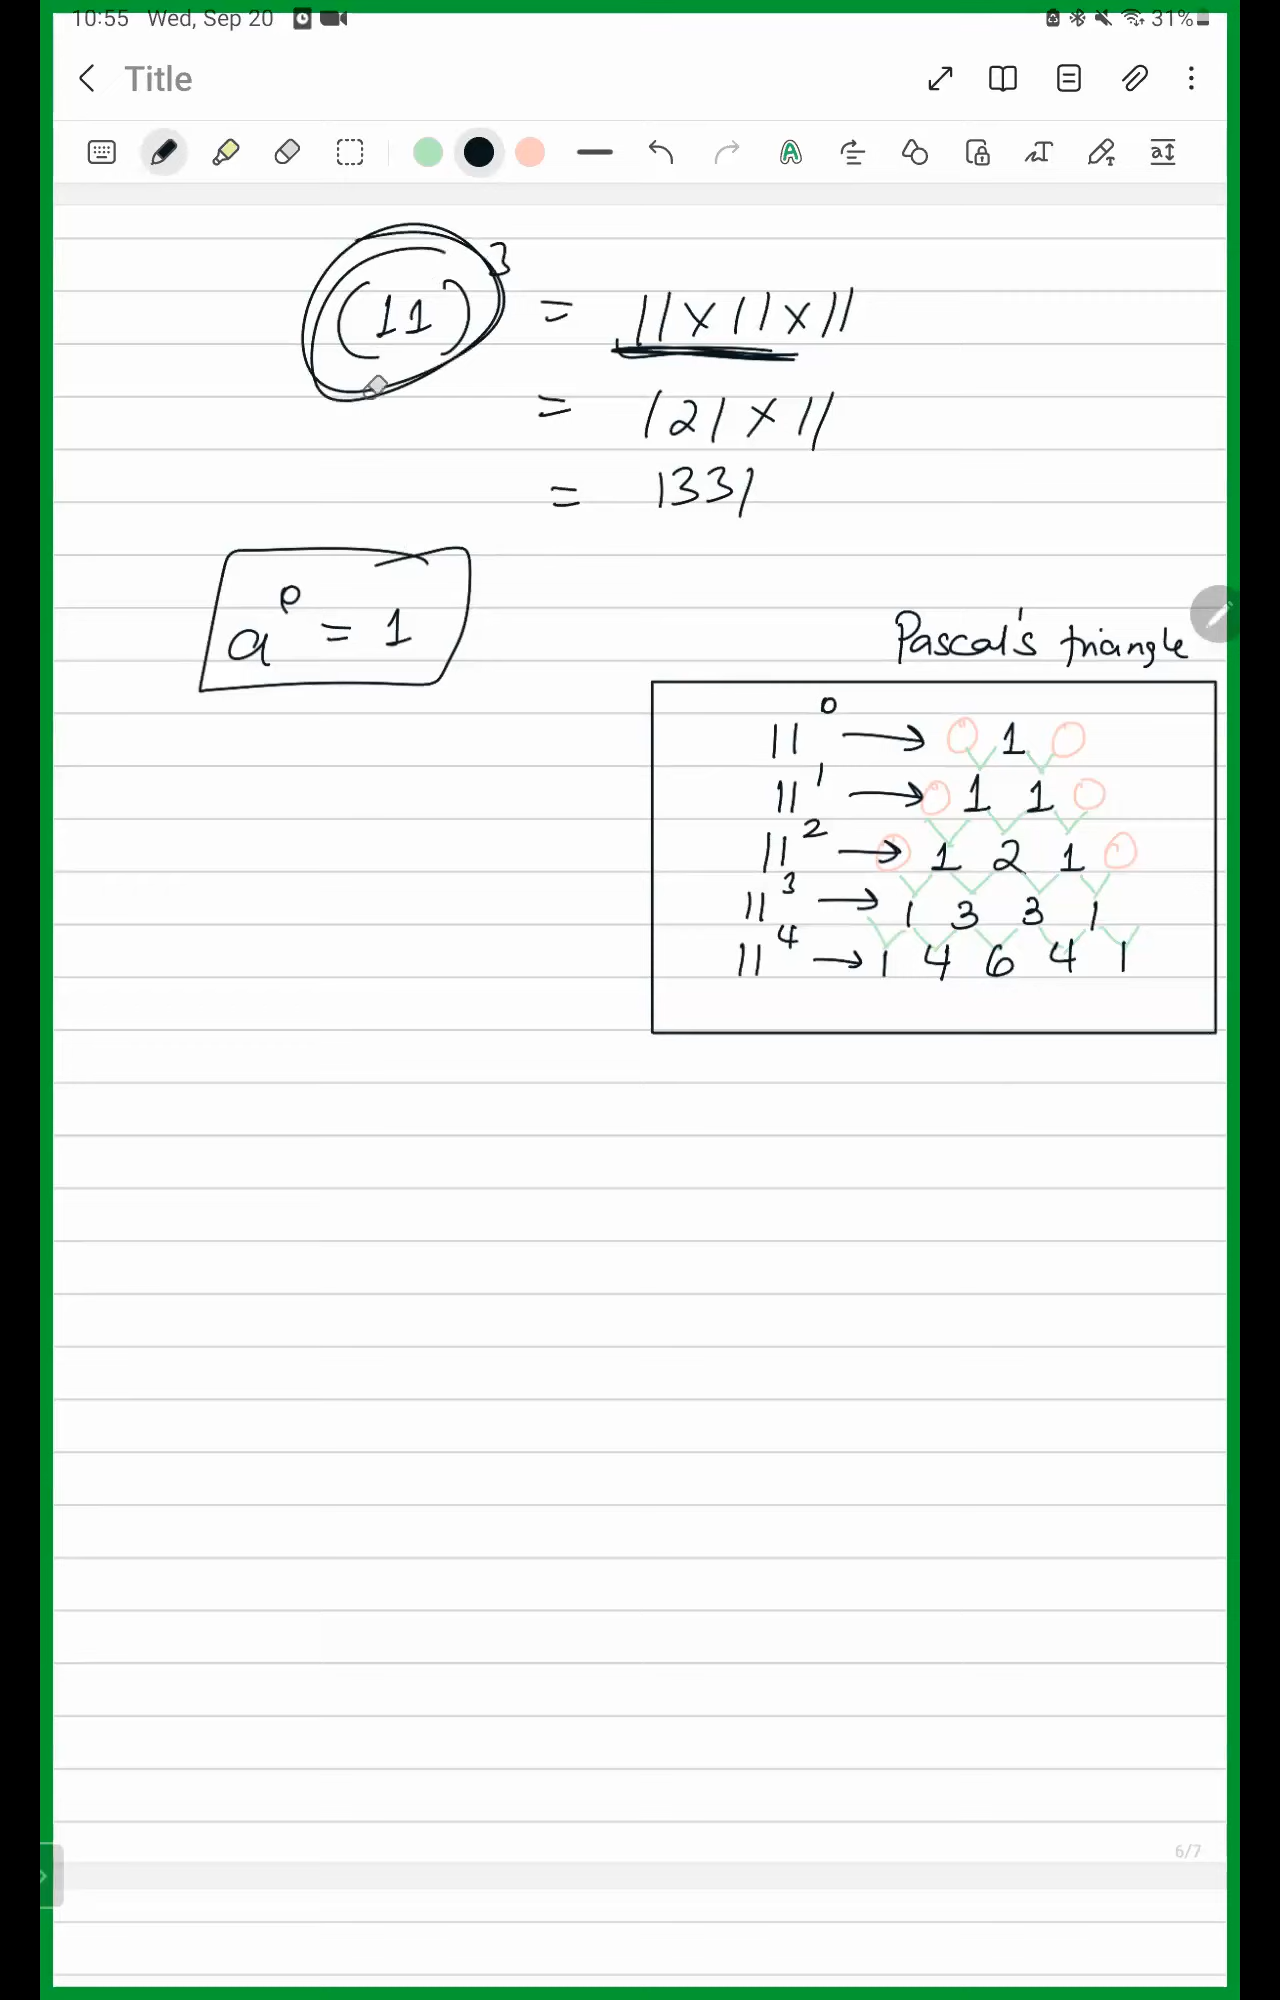 10:55 Wed, Sep 20 31%
Title
(11)³ = 11×11×11
= 121×11
= 1331
a⁰ = 1
Pascal's triangle
11⁰ → 0 1 0
11¹ → 0 1 1 0
11² → 0 1 2 1 0
11³ → 1 3 3 1
11⁴ → 1 4 6 4 1
6/7